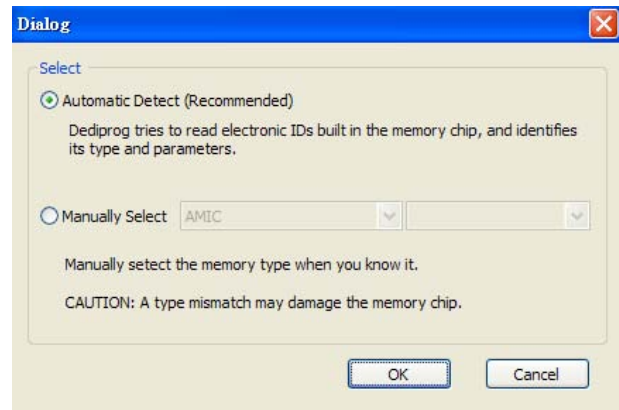 Dialog
Select
Automatic Detect (Recommended)
Dediprog tries to read electronic IDs built in the memory chip, and identifies
its type and parameters.
Manually Select AMIC
Manually setect the memory type when you know it.
CAUTION: A type mismatch may damage the memory chip.
OK Cancel